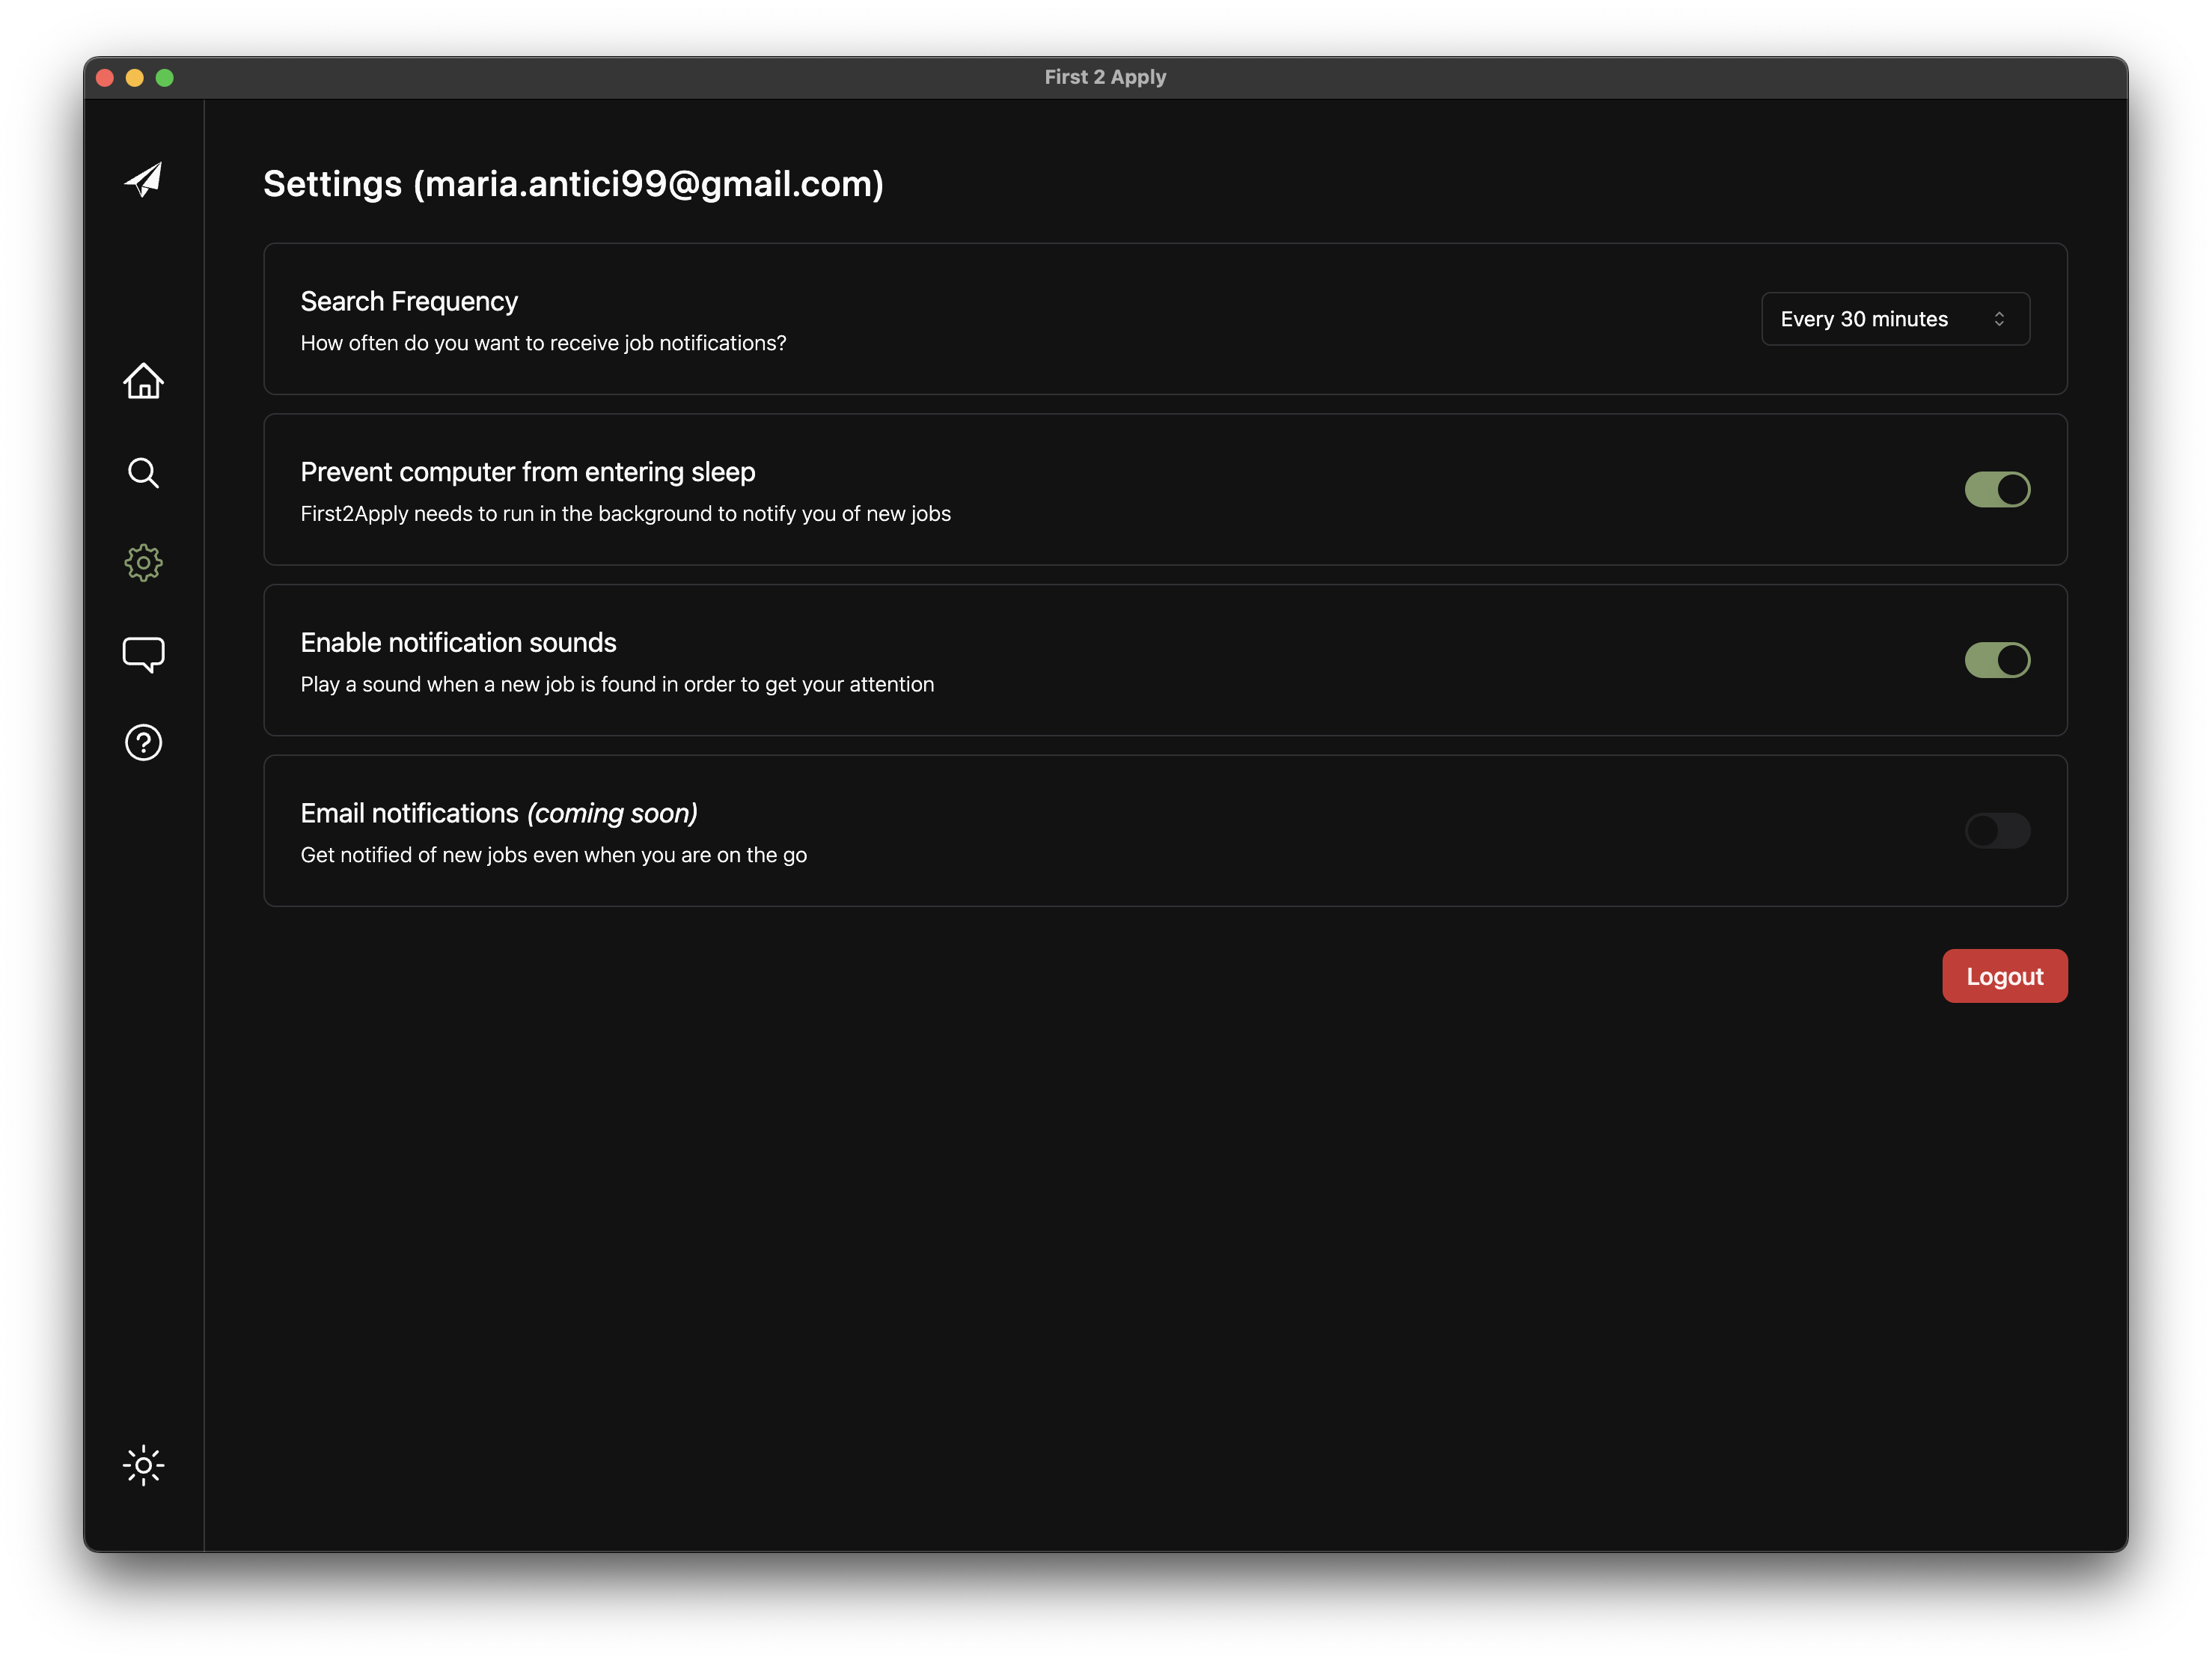 First 2 Apply
Settings (maria.antici99@gmail.com)
Search Frequency
How often do you want to receive job notifications?
Every 30 minutes
Prevent computer from entering sleep
First2Apply needs to run in the background to notify you of new jobs
Enable notification sounds
Play a sound when a new job is found in order to get your attention
Email notifications (coming soon)
Get notified of new jobs even when you are on the go
Logout